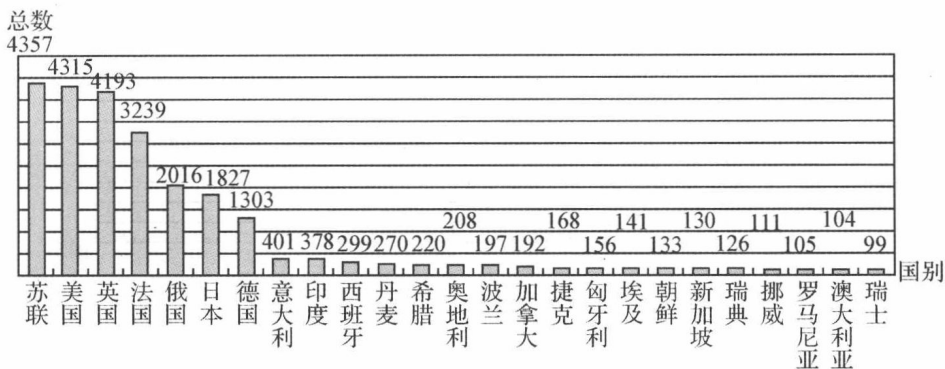 总数
4357
4315
4193
3239
2016
1827
1303
401
378
299
270
220
208
197
192
168
156
141
133
130
126
111
105
104
99
国别
苏联
美国
英国
法国
俄国
日本
德国
意大利
印度
西班牙
丹麦
希腊
奥地利
波兰
加拿大
捷克
匈牙利
埃及
朝鲜
新加坡
瑞典
挪威
罗马尼亚
澳大利亚
瑞士